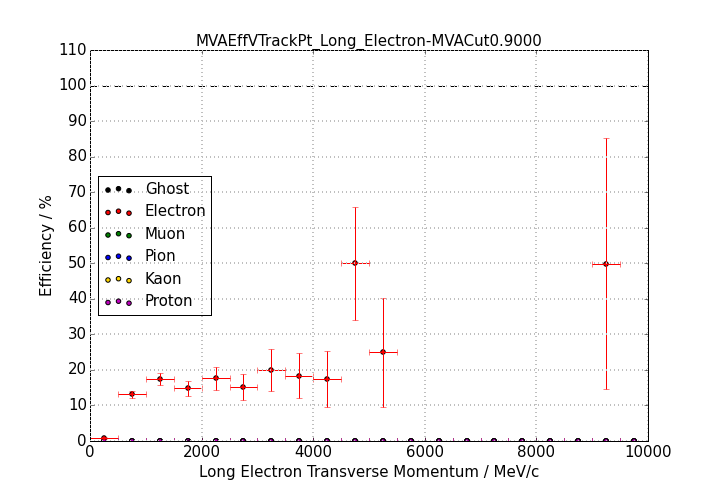 MVAEffVTrackPt_Long_Electron-MVACut0.9000
110
100
90
80
70
60
50
40
30
20
10
0
Efficiency / %
Ghost
Electron
Muon
Pion
Kaon
Proton
0 2000 4000 6000 8000 10000
Long Electron Transverse Momentum / MeV/c